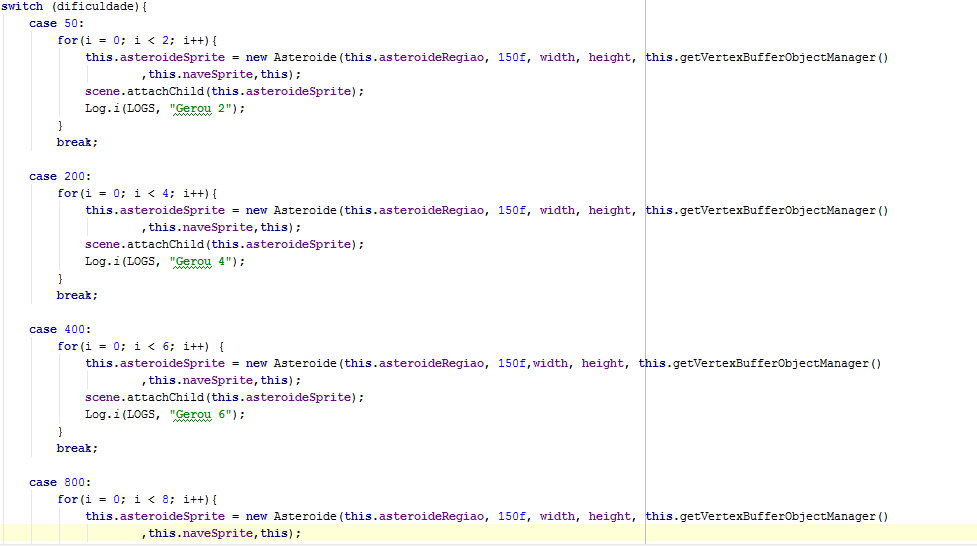 switch (dificuldade){
    case 50:
        for(i = 0; i < 2; i++){
            this.asteroideSprite = new Asteroide(this.asteroideRegiao, 150f, width, height, this.getVertexBufferObjectManager()
                    ,this.naveSprite,this);
            scene.attachChild(this.asteroideSprite);
            Log.i(LOGS, "Gerou 2");
        }
        break;

    case 200:
        for(i = 0; i < 4; i++){
            this.asteroideSprite = new Asteroide(this.asteroideRegiao, 150f, width, height, this.getVertexBufferObjectManager()
                    ,this.naveSprite,this);
            scene.attachChild(this.asteroideSprite);
            Log.i(LOGS, "Gerou 4");
        }
        break;

    case 400:
        for(i = 0; i < 6; i++) {
            this.asteroideSprite = new Asteroide(this.asteroideRegiao, 150f,width, height, this.getVertexBufferObjectManager()
                    ,this.naveSprite,this);
            scene.attachChild(this.asteroideSprite);
            Log.i(LOGS, "Gerou 6");
        }
        break;

    case 800:
        for(i = 0; i < 8; i++){
            this.asteroideSprite = new Asteroide(this.asteroideRegiao, 150f, width, height, this.getVertexBufferObjectManager()
                    ,this.naveSprite,this);